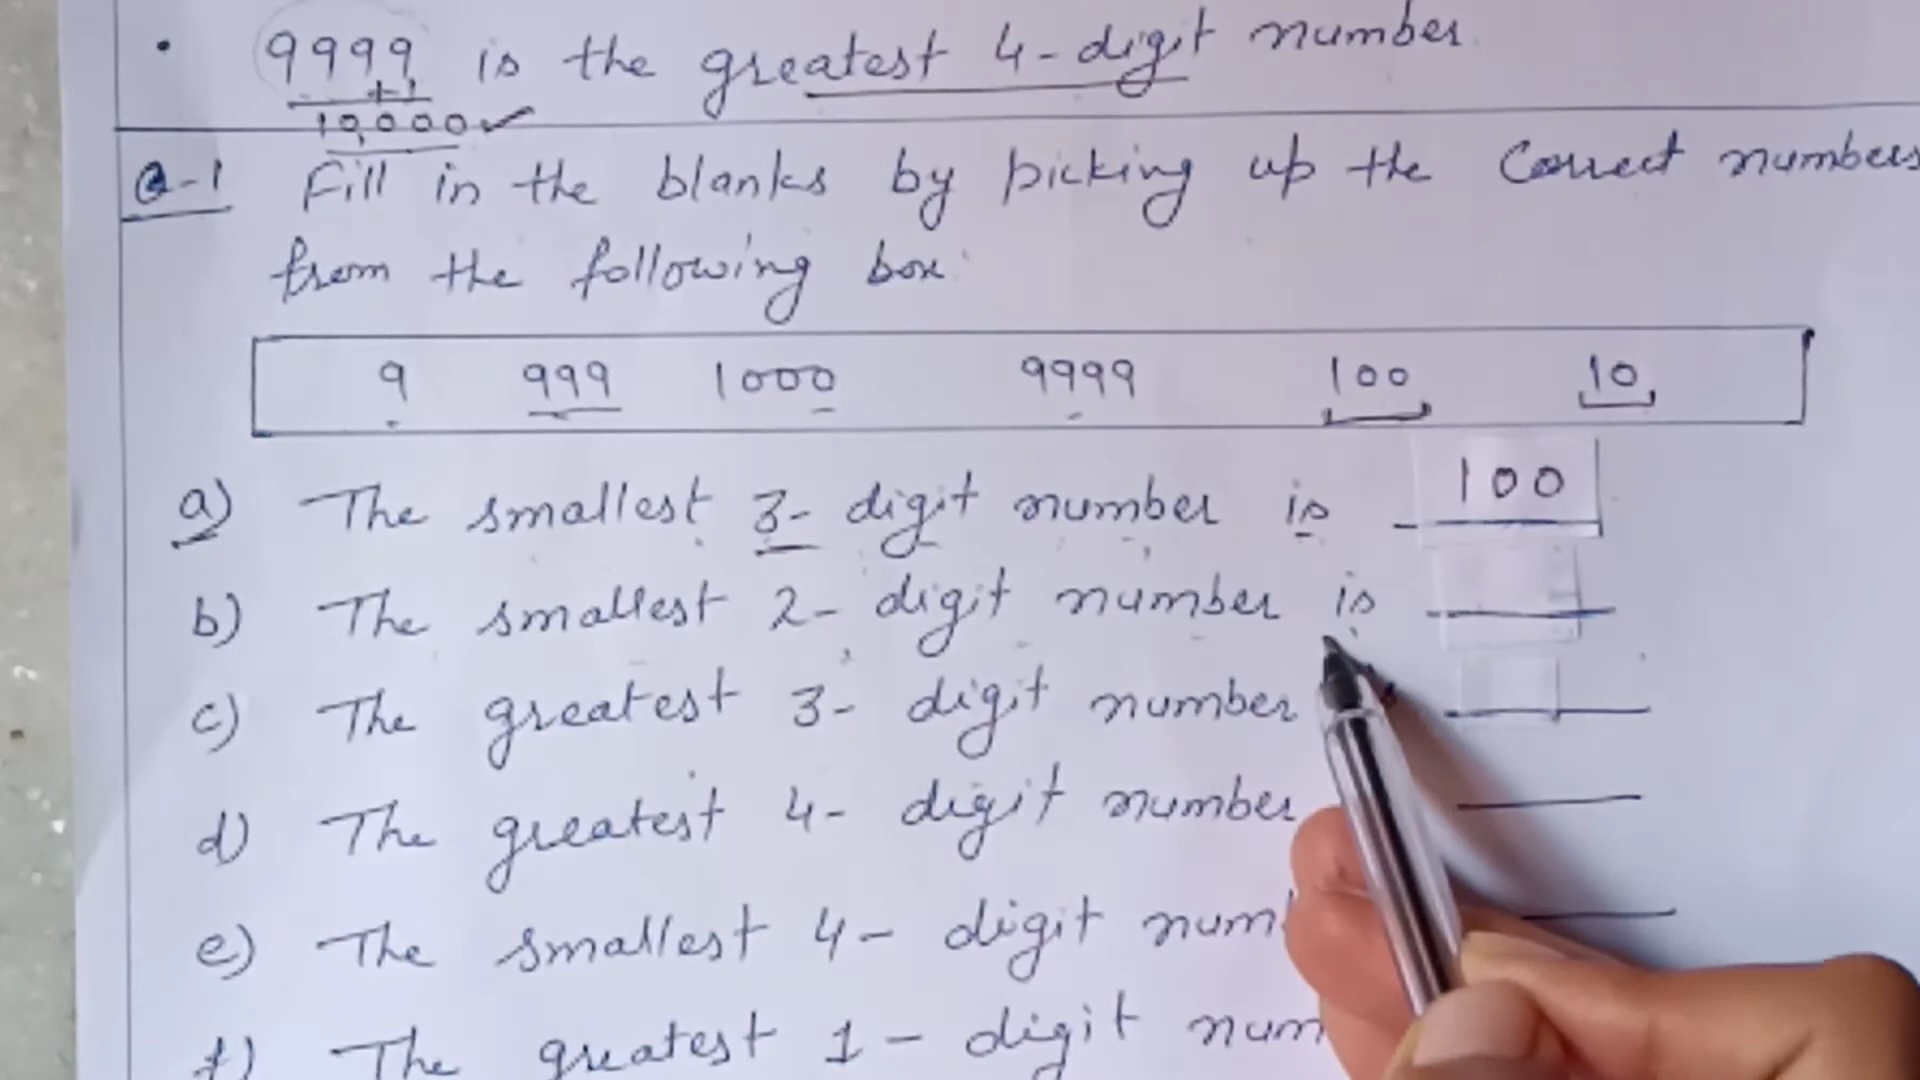 • 9999 is the greatest 4-digit number
+1
10,000 ✓
Q-1 Fill in the blanks by picking up the Correct numbers
from the following box
9 999 1000 9999 100 10
a) The smallest 3- digit number is 100
b) The smallest 2- digit number is
c) The greatest 3- digit number
d) The greatest 4- digit number
e) The smallest 4- digit num
f) The greatest 1- digit num